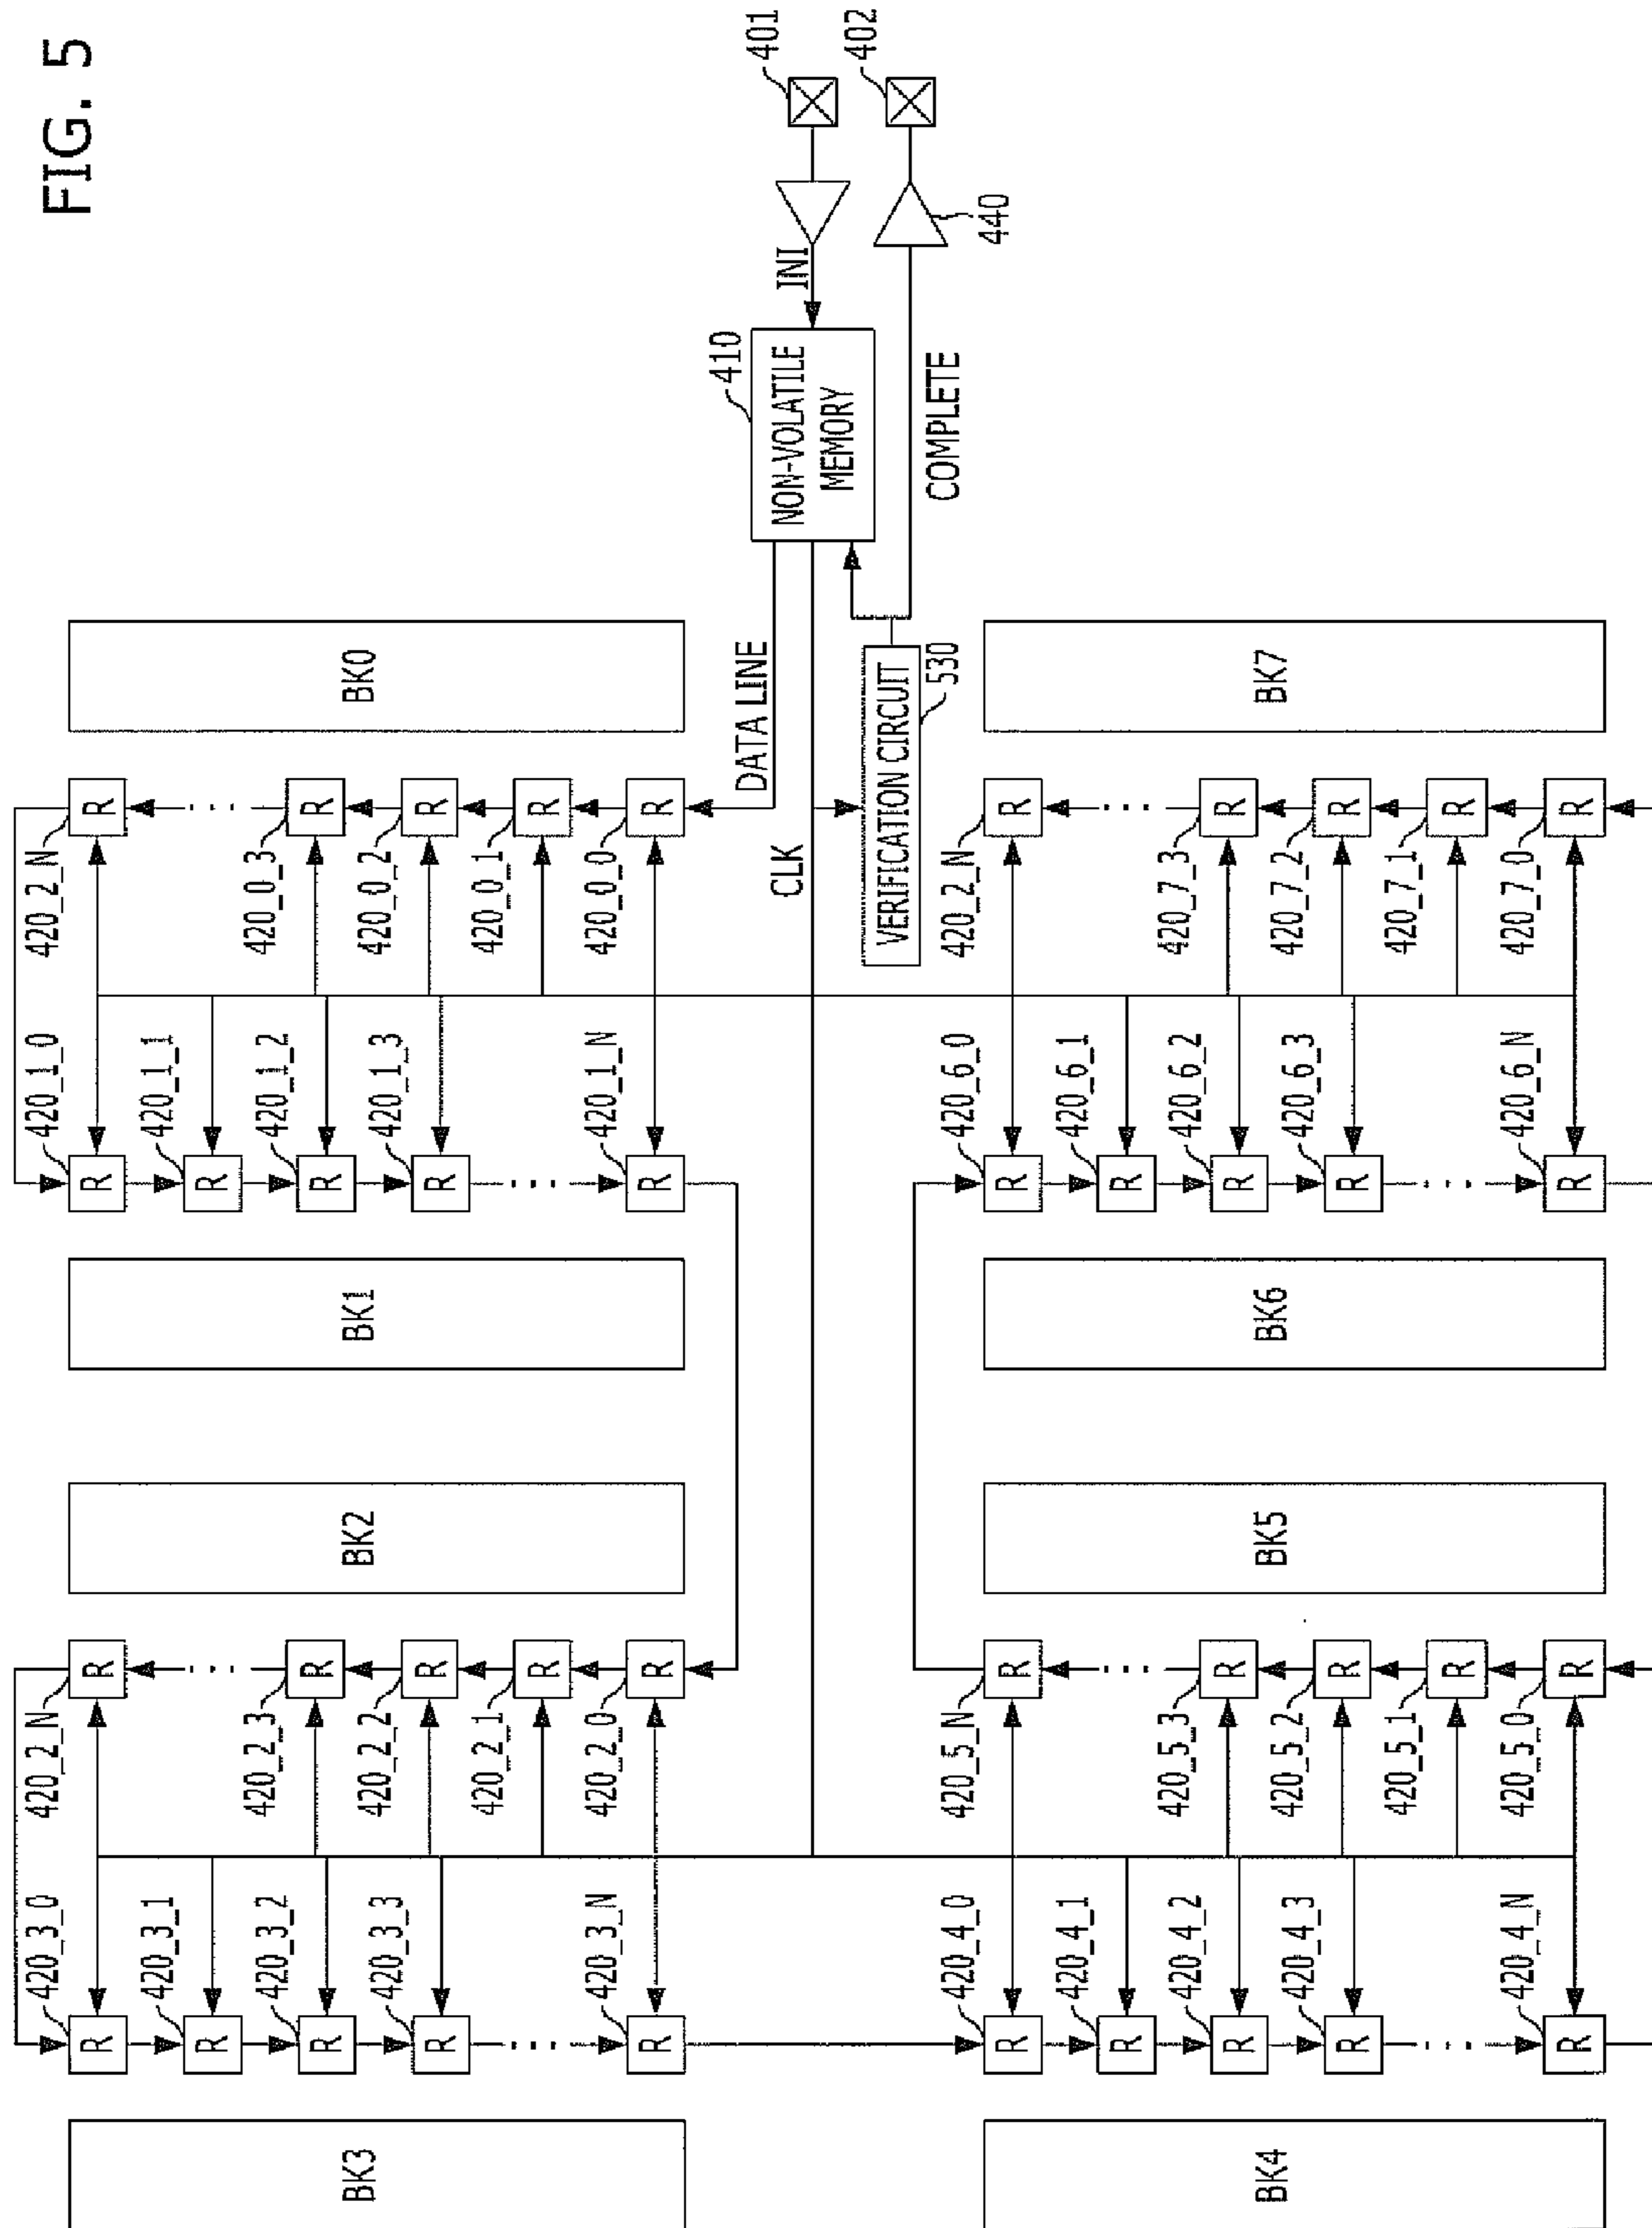 FIG. 5
BK3
BK2
BK1
BK0
420_3_0
420_2_N
420_1_0
420_2_N
R
R
R
R
420_3_1
420_1_1
R
R
420_3_2
420_2_3
420_1_2
420_0_3
R
R
R
R
420_3_3
420_2_2
420_1_3
420_0_2
R
R
R
R
420_2_1
420_0_1
R
R
420_3_N
420_2_0
420_1_N
420_0_0
R
R
R
R
DATA LINE
CLK
NON-VOLATILE
MEMORY
410
INI
401
VERIFICATION CIRCUIT
530
COMPLETE
440
402
BK4
BK5
BK6
BK7
420_4_0
420_5_N
420_6_0
420_2_N
R
R
R
R
420_4_1
420_6_1
R
R
420_4_2
420_5_3
420_6_2
420_7_3
R
R
R
R
420_4_3
420_5_2
420_6_3
420_7_2
R
R
R
R
420_5_1
420_7_1
R
R
420_4_N
420_5_0
420_6_N
420_7_0
R
R
R
R